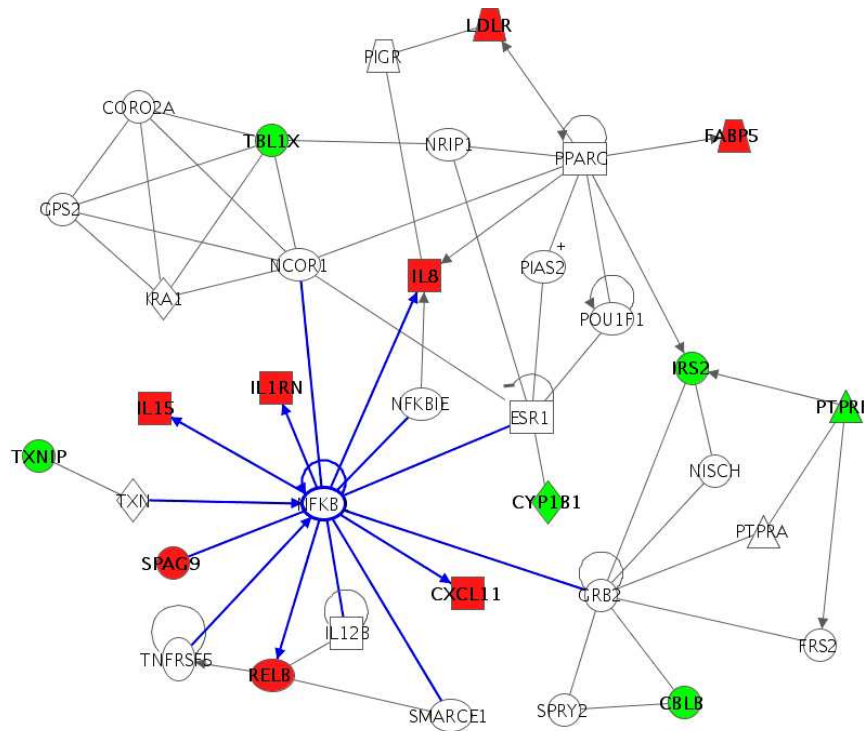 LDLR
PIGR
CORO2A
TBL1X
NRIP1
PPARG
FABP5
GPS2
NCOR1
IL8
PIAS2
+
IRA1
POU1F1
IRS2
IL1RN
NFKBIE
ESR1
PTPRF
IL15
TXNIP
NISCH
TXN
NFKB
CYP1B1
PTPRA
SPAG9
CXCL11
GRB2
IL12B
TNFRSF5
RELB
FRS2
SMARCE1
SPRY2
CBLB